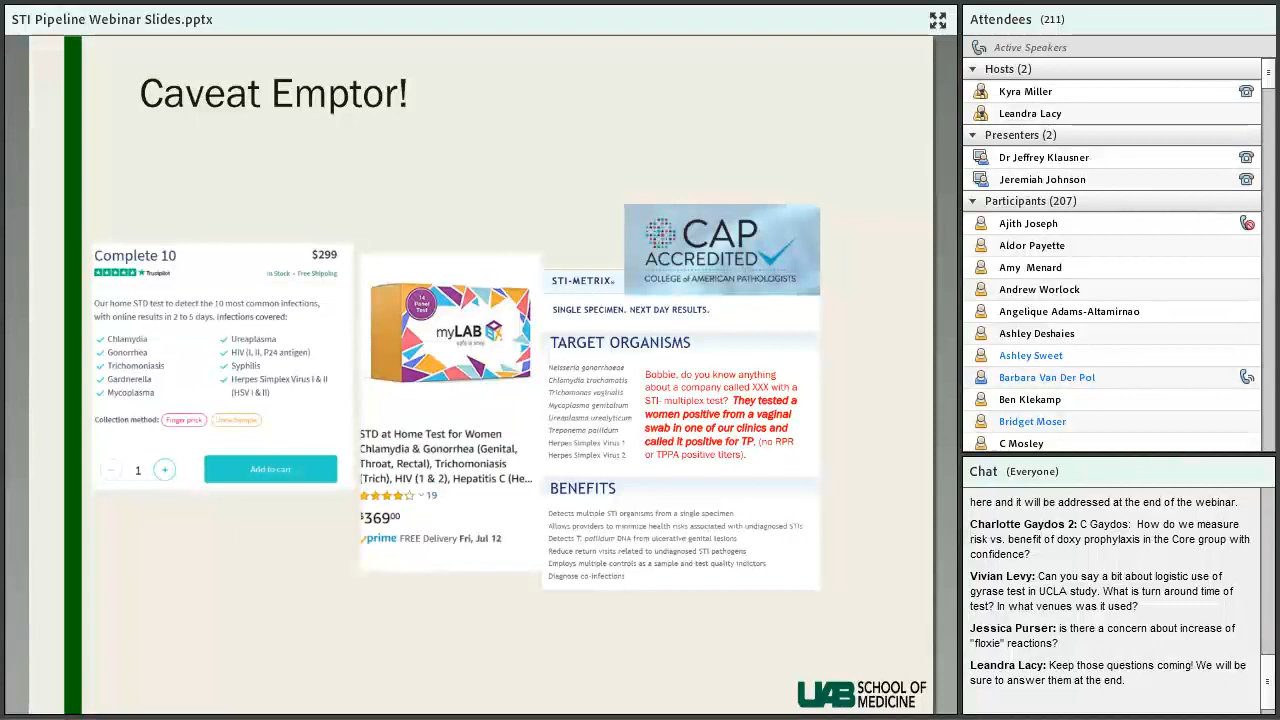 STI Pipeline Webinar Slides.pptx
Caveat Emptor!
Complete 10
$299
Trustpilot
In Stock • Free Shipping
Our home STD test to detect the 10 most common infections,
with online results in 2 to 5 days. Infections covered:
Chlamydia
Gonorrhea
Trichomoniasis
Gardnerella
Mycoplasma
Ureaplasma
HIV (I, II, P24 antigen)
Syphilis
Herpes Simplex Virus I & II
(HSV I & II)
Collection method: Finger prick Urine Sample
1
Add to cart
14
Panel
Test
myLAB
STD at Home Test for Women
Chlamydia & Gonorrhea (Genital,
Throat, Rectal), Trichomoniasis
(Trich), HIV (1 & 2), Hepatitis C (He...
19
$36900
prime FREE Delivery Fri, Jul 12
CAP
ACCREDITED
COLLEGE of AMERICAN PATHOLOGISTS
STI-METRIX
SINGLE SPECIMEN. NEXT DAY RESULTS.
TARGET ORGANISMS
Neisseria gonorrhoeae
Chlamydia trachomatis
Trichomonas vaginalis
Mycoplasma genitalium
Ureaplasma urealyticum
Treponema pallidum
Herpes Simplex Virus 1
Herpes Simplex Virus 2
Bobbie, do you know anything
about a company called XXX with a
STI- multiplex test? They tested a
women positive from a vaginal
swab in one of our clinics and
called it positive for TP, (no RPR
or TPPA positive titers).
BENEFITS
Detects multiple STI organisms from a single specimen
Allows providers to minimize health risks associated with undiagnosed STIs
Detects T. pallidum DNA from ulcerative genital lesions
Reduce return visits related to undiagnosed STI pathogens
Employs multiple controls as a sample and test quality indictors
Diagnose co-infections
UAB SCHOOL OF
MEDICINE
Attendees (211)
Active Speakers
Hosts (2)
Kyra Miller
Leandra Lacy
Presenters (2)
Dr Jeffrey Klausner
Jeremiah Johnson
Participants (207)
Ajith Joseph
Aldor Payette
Amy Menard
Andrew Worlock
Angelique Adams-Altamirnao
Ashley Deshaies
Ashley Sweet
Barbara Van Der Pol
Ben Klekamp
Bridget Moser
C Mosley
Chat (Everyone)
here and it will be addressed at the end of the webinar.
Charlotte Gaydos 2: C Gaydos: How do we measure
risk vs. benefit of doxy prophylaxis in the Core group with
confidence?
Vivian Levy: Can you say a bit about logistic use of
gyrase test in UCLA study. What is turn around time of
test? In what venues was it used?
Jessica Purser: is there a concern about increase of
"floxie" reactions?
Leandra Lacy: Keep those questions coming! We will be
sure to answer them at the end.